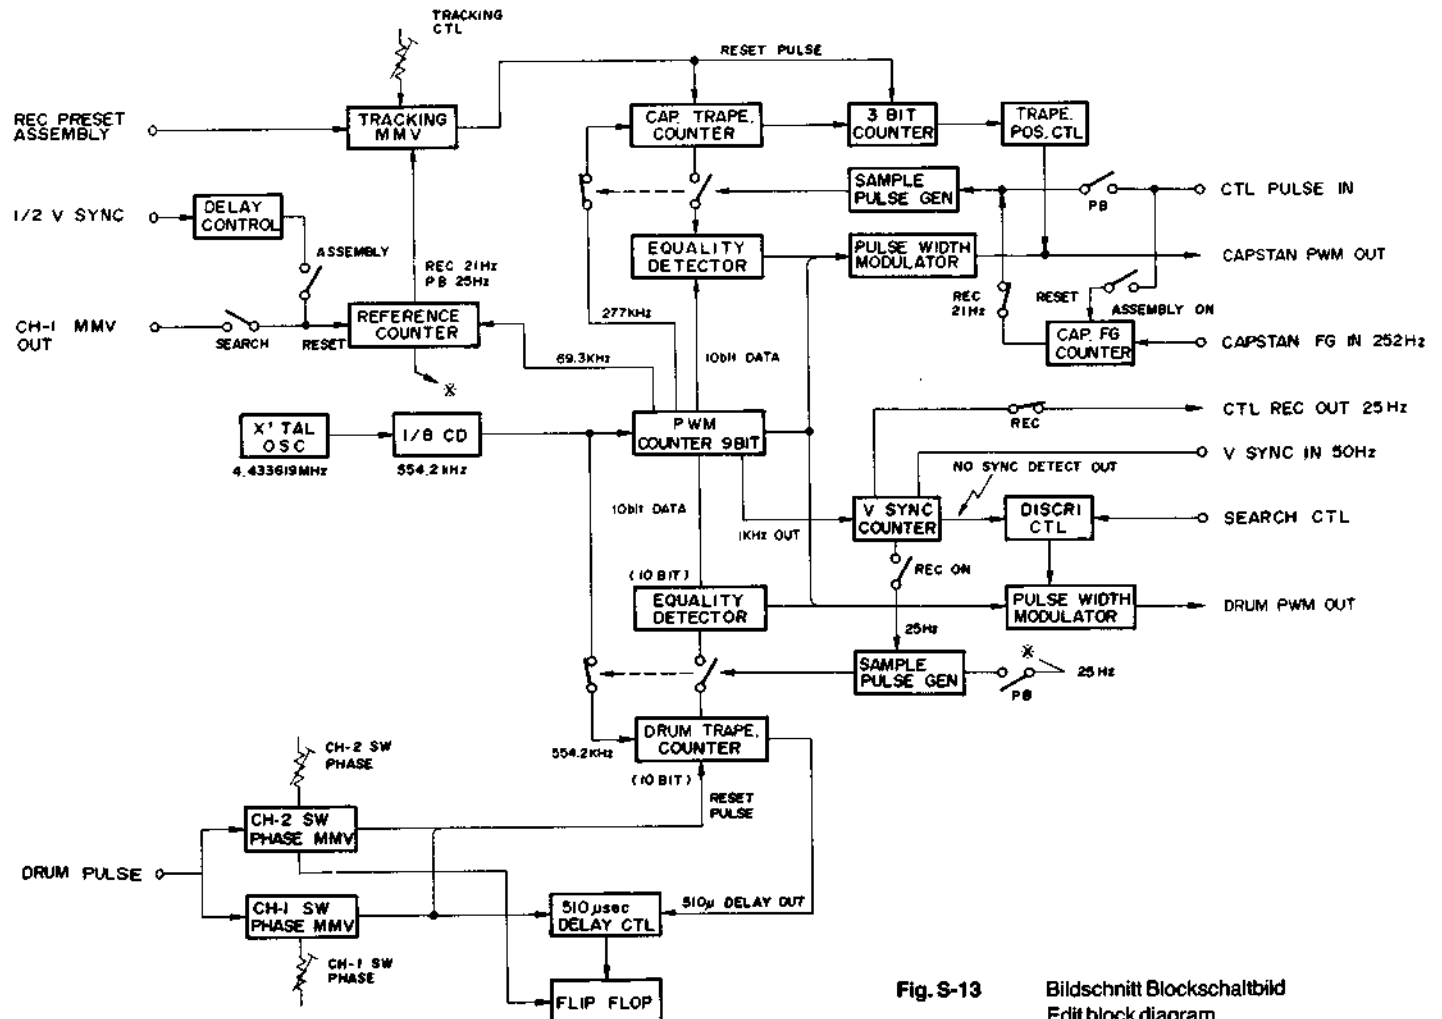 TRACKING
CTL
RESET PULSE
REC PRESET
ASSEMBLY
TRACKING
MMV
CAP. TRAPE.
COUNTER
3 BIT
COUNTER
TRAPE.
POS. CTL
SAMPLE
PULSE GEN
PB
CTL PULSE IN
1/2 V SYNC
DELAY
CONTROL
ASSEMBLY
REC 21Hz
PB 25Hz
EQUALITY
DETECTOR
PULSE WIDTH
MODULATOR
CAPSTAN PWM OUT
REC
21Hz
RESET
ASSEMBLY ON
277KHz
CH-1 MMV
OUT
SEARCH
RESET
REFERENCE
COUNTER
69.3KHz
10bit DATA
CAP. FG
COUNTER
CAPSTAN FG IN 252Hz
※
X'TAL
OSC
4.433619MHz
1/8 CD
554.2kHz
PWM
COUNTER 9BIT
REC
CTL REC OUT 25Hz
V SYNC IN 50Hz
NO SYNC DETECT OUT
10bit DATA
1KHz OUT
V SYNC
COUNTER
DISCRI
CTL
SEARCH CTL
REC ON
(10 BIT)
EQUALITY
DETECTOR
PULSE WIDTH
MODULATOR
DRUM PWM OUT
25Hz
SAMPLE
PULSE GEN
※
25Hz
PB
DRUM TRAPE.
COUNTER
554.2KHz
(10 BIT)
RESET
PULSE
CH-2 SW
PHASE
CH-2 SW
PHASE MMV
DRUM PULSE
CH-1 SW
PHASE MMV
510µsec
DELAY CTL
510µ DELAY OUT
CH-1 SW
PHASE
FLIP FLOP
Fig. S-13 Bildschnitt Blockschaltbild
Edit block diagram